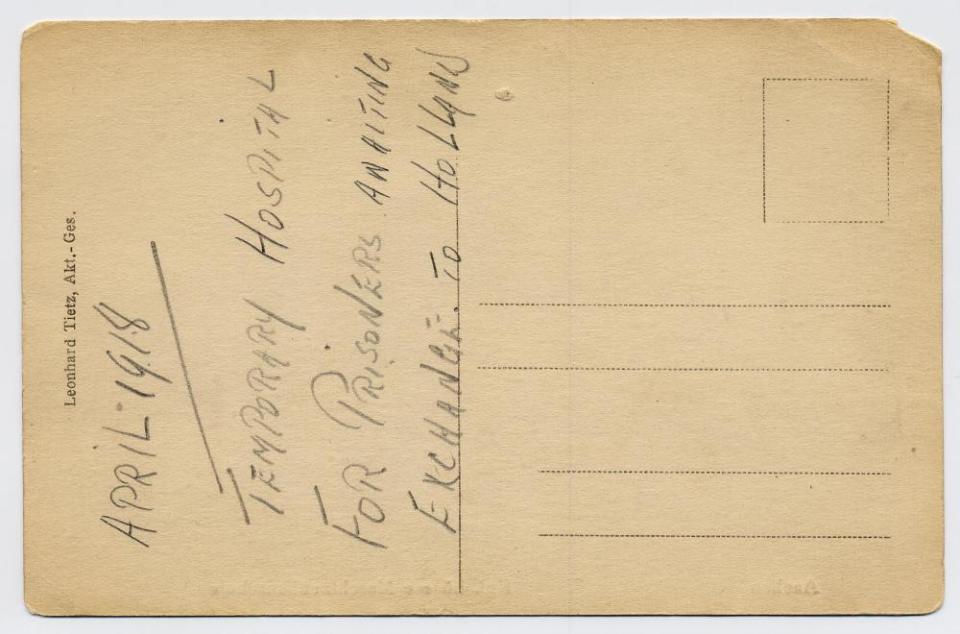 Leonhard Tietz, Akt.-Ges.
APRIL-1918
TEMPORARY HOSPITAL
FOR PRISONERS AWAITING
EXCHANGE. TO HOLLAND